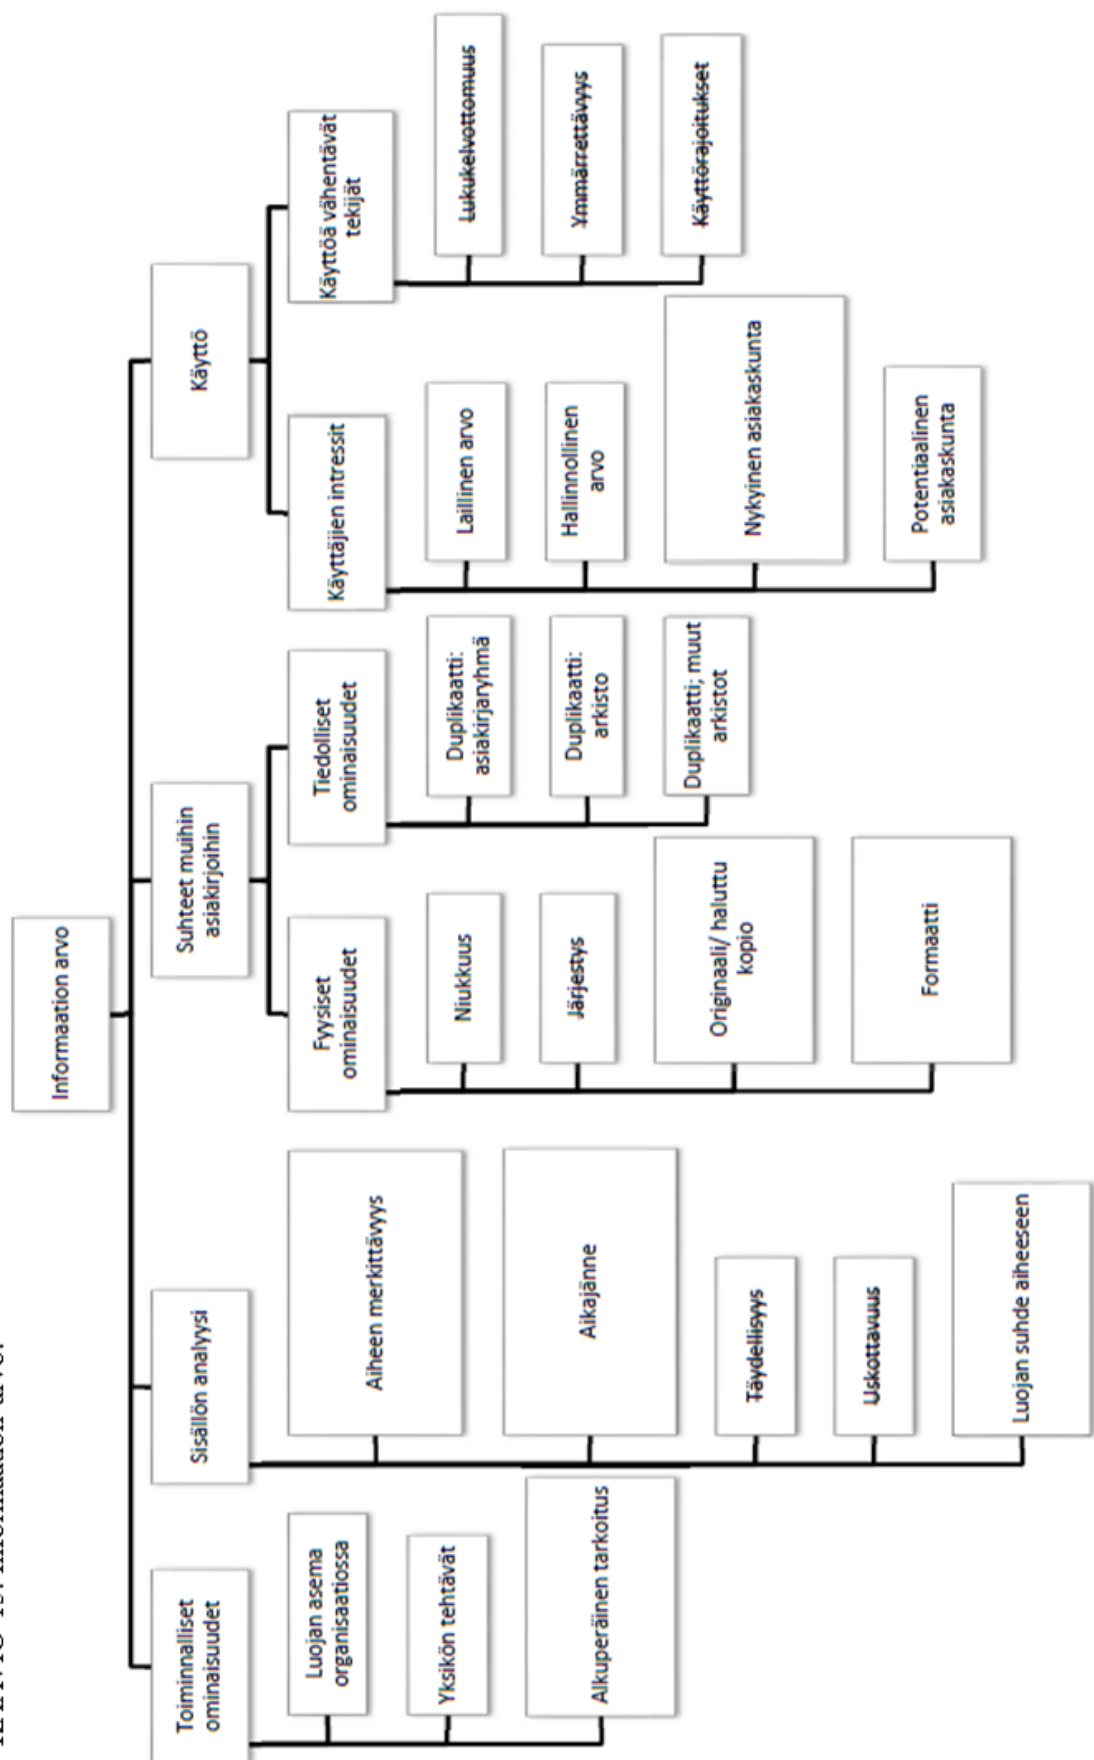 Informaation arvo.
Informaation arvo
Toiminnalliset
ominaisuudet
Luojan asema
organisaatiossa
Yksikön tehtävät
Alkuperäinen tarkoitus
Sisällön analyysi
Aiheen merkittävyys
Aikajänne
Täydellisyys
Uskottavuus
Luojan suhde aiheeseen
Suhteet muihin
asiakirjoihin
Fyysiset
ominaisuudet
Niukkuus
Järjestys
Originaali/ haluttu
kopio
Formaatti
Tiedolliset
ominaisuudet
Duplikaatti:
asiakirjaryhmä
Duplikaatti:
arkisto
Duplikaatti; muut
arkistot
Käyttö
Käyttäjien intressit
Laillinen arvo
Hallinnollinen
arvo
Nykyinen asiakaskunta
Potentiaalinen
asiakaskunta
Käyttöä vähentävät
tekijät
Lukukelvottomuus
Ymmärrettävyys
Käyttörajoitukset